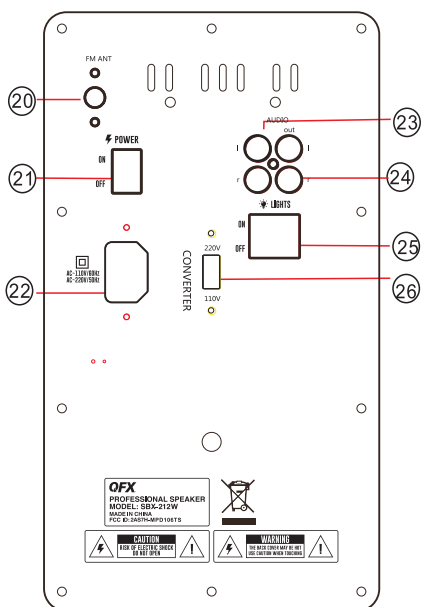 FM ANT
20
POWER
ON
OFF
21
AUDIO
out
l l
r r
23
24
LIGHTS
ON
OFF
25
AC-110V/60Hz
AC-220V/50Hz
22
CONVERTER
220V
110V
26
QFX
PROFESSIONAL SPEAKER
MODEL: SBX-212W
MADE IN CHINA
FCC ID: 2AS7H-MPD106TS
CAUTION
RISK OF ELECTRIC SHOCK
DO NOT OPEN
WARNING
THE BACK COVER MAY BE HOT
USE CAUTION WHEN TOUCHING